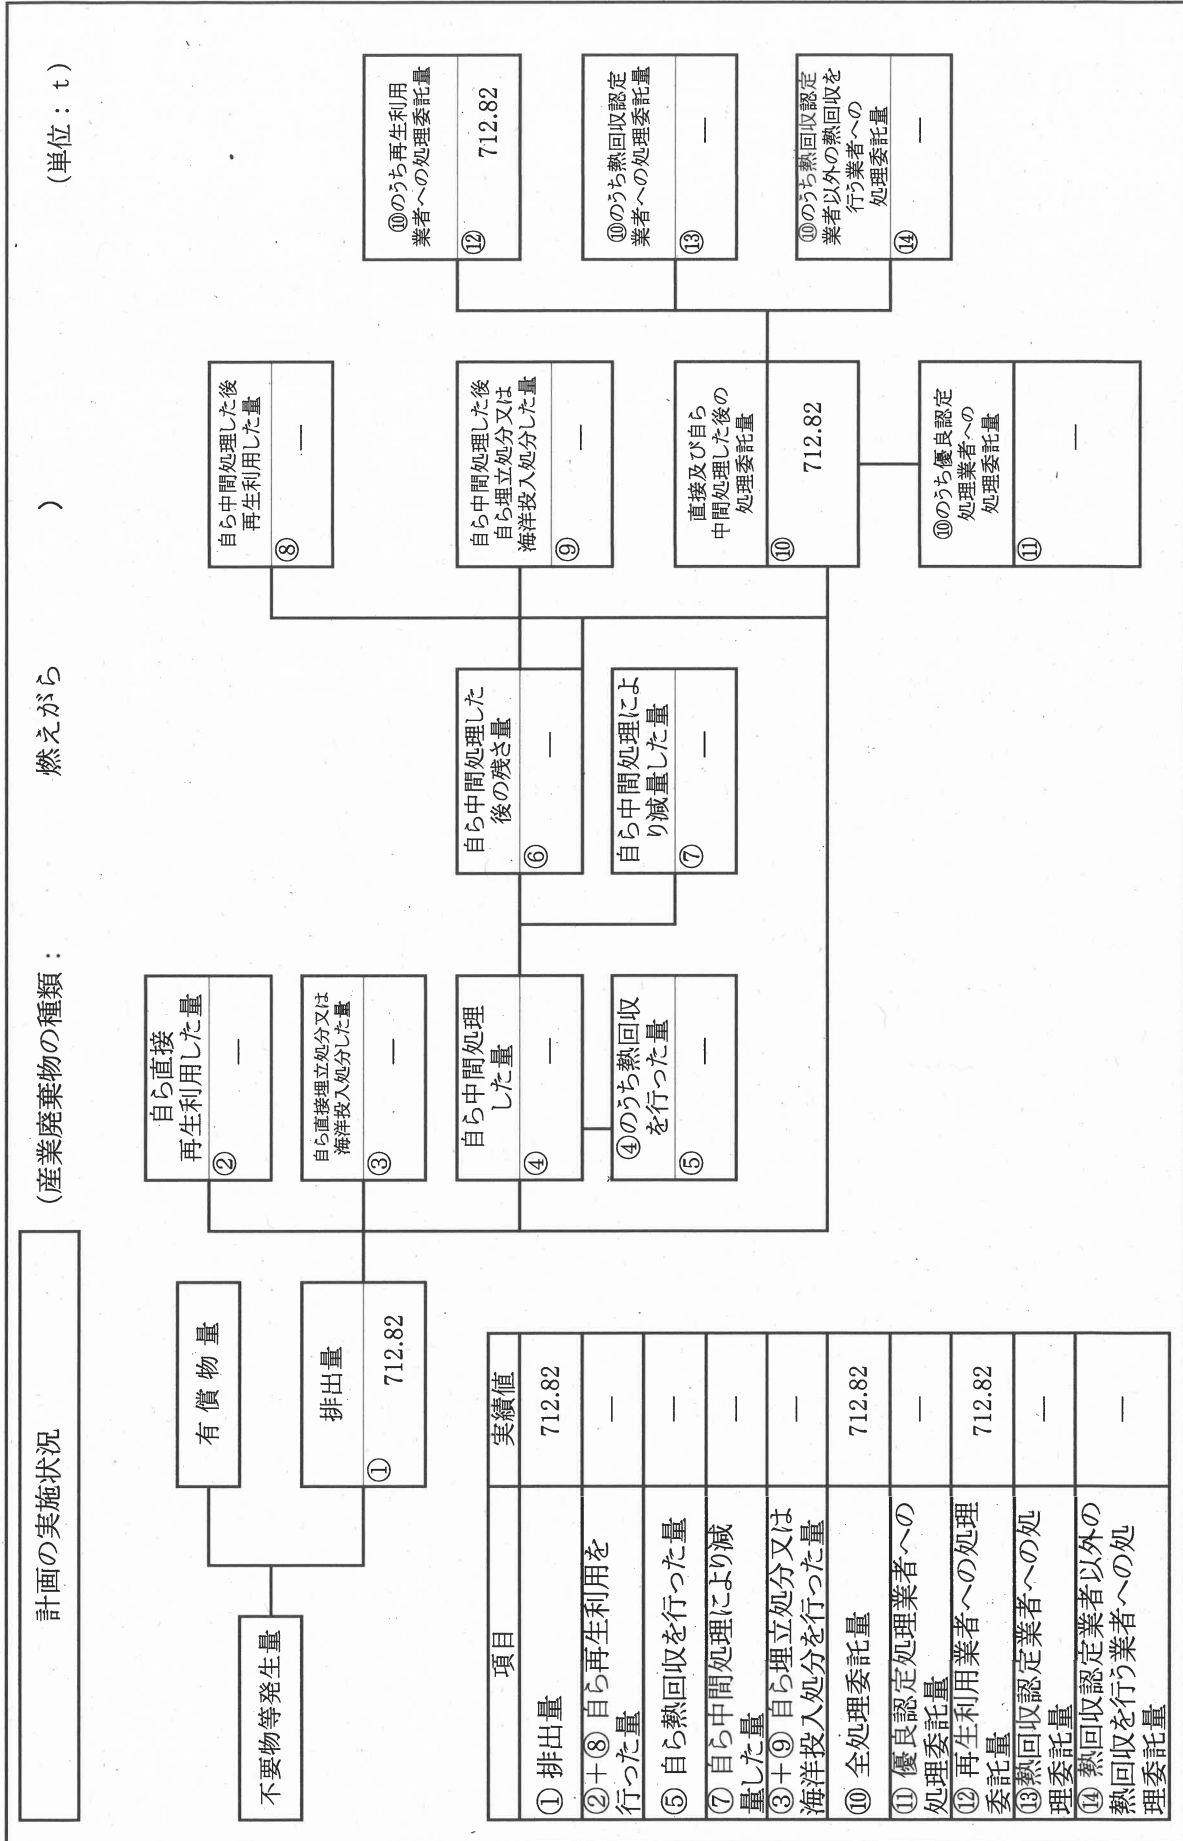 計画の実施状況
(産業廃棄物の種類：
燃えがら
)
(単位：t)
不要物等発生量
有償物量
排出量
①
712.82
自ら直接
再生利用した量
②
—
自ら直接埋立処分又は
海洋投入処分した量
③
—
自ら中間処理
した量
④
—
④のうち熱回収
を行った量
⑤
—
自ら中間処理した
後の残さ量
⑥
—
自ら中間処理によ
り減量した量
⑦
—
自ら中間処理した後
再生利用した量
⑧
—
自ら中間処理した後
自ら埋立処分又は
海洋投入処分した量
⑨
—
直接及び自ら
中間処理した後の
処理委託量
⑩
712.82
⑩のうち優良認定
処理業者への
処理委託量
⑪
—
⑩のうち再生利用
業者への処理委託量
⑫
712.82
⑩のうち熱回収認定
業者への処理委託量
⑬
—
⑩のうち熱回収認定
業者以外の熱回収を
行う業者への
処理委託量
⑭
—
項目 実績値
①排出量 712.82
②＋⑧ 自ら再生利用を
行った量 —
⑤ 自ら熱回収を行った量 —
⑦ 自ら中間処理により減
量した量 —
③＋⑨ 自ら埋立処分又は
海洋投入処分を行った量 —
⑩ 全処理委託量 712.82
⑪ 優良認定処理業者への
処理委託量 —
⑫ 再生利用業者への処理
委託量 712.82
⑬熱回収認定業者への処
理委託量 —
⑭ 熱回収認定業者以外の
熱回収を行う業者への処
理委託量 —